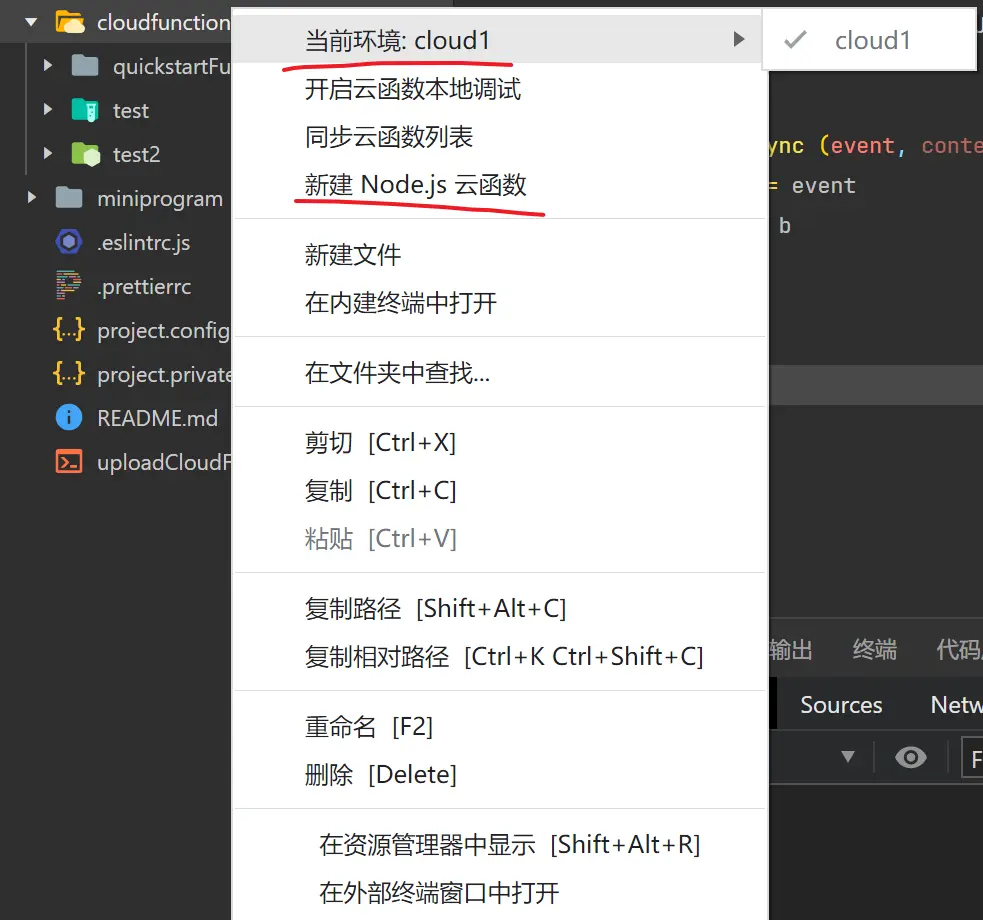 cloudfunction
quickstartFu
test
test2
miniprogram
.eslintrc.js
.prettierrc
project.config
project.private
README.md
uploadCloudF
当前环境: cloud1
cloud1
开启云函数本地调试
同步云函数列表
新建 Node.js 云函数
新建文件
在内建终端中打开
在文件夹中查找...
剪切 [Ctrl+X]
复制 [Ctrl+C]
粘贴 [Ctrl+V]
复制路径 [Shift+Alt+C]
复制相对路径 [Ctrl+K Ctrl+Shift+C]
重命名 [F2]
删除 [Delete]
在资源管理器中显示 [Shift+Alt+R]
在外部终端窗口中打开
ync (event, conte
= event
b
输出 终端 代码
Sources Netw
F